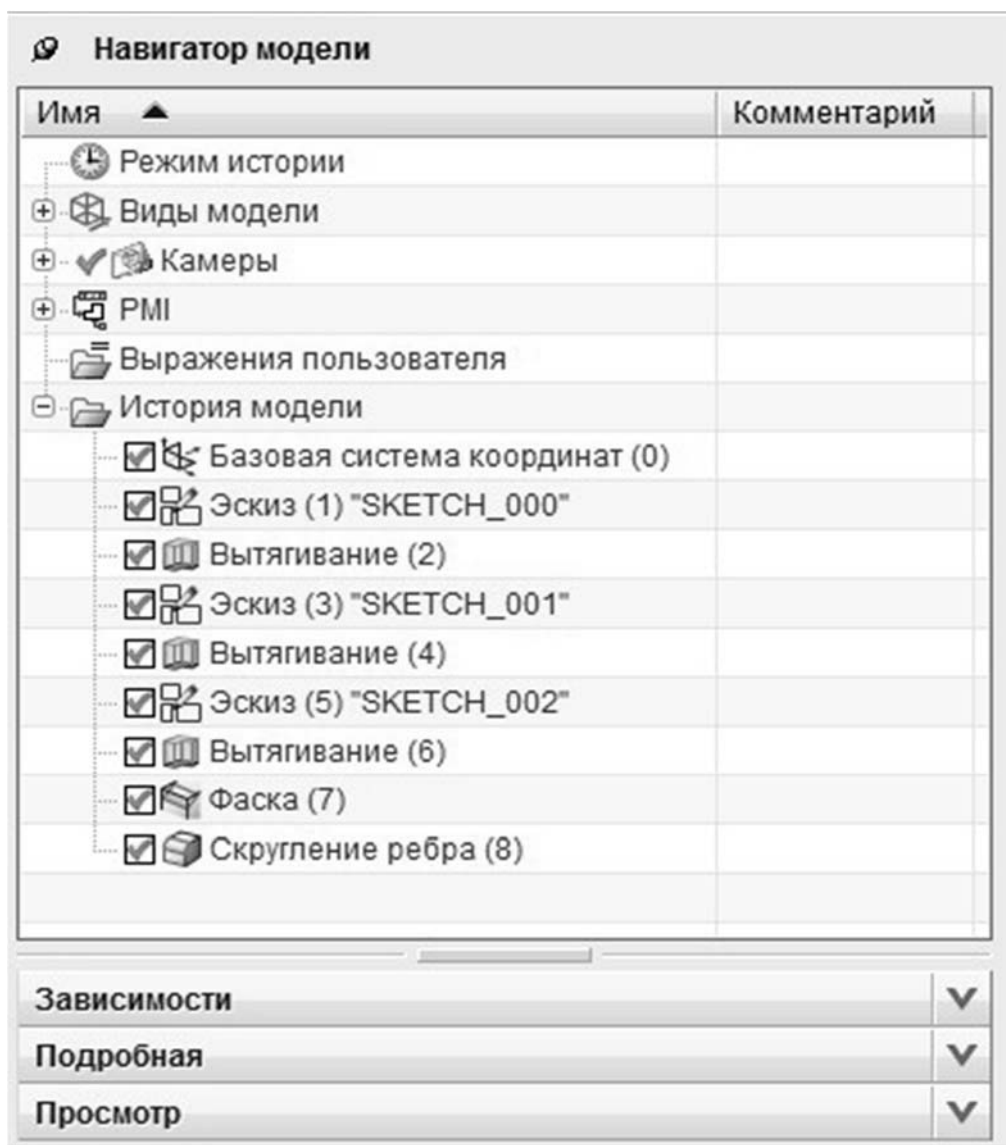 Навигатор модели
Имя Комментарий
Режим истории
Виды модели
Камеры
PMI
Выражения пользователя
История модели
Базовая система координат (0)
Эскиз (1) "SKETCH_000"
Вытягивание (2)
Эскиз (3) "SKETCH_001"
Вытягивание (4)
Эскиз (5) "SKETCH_002"
Вытягивание (6)
Фаска (7)
Скругление ребра (8)
Зависимости
Подробная
Просмотр